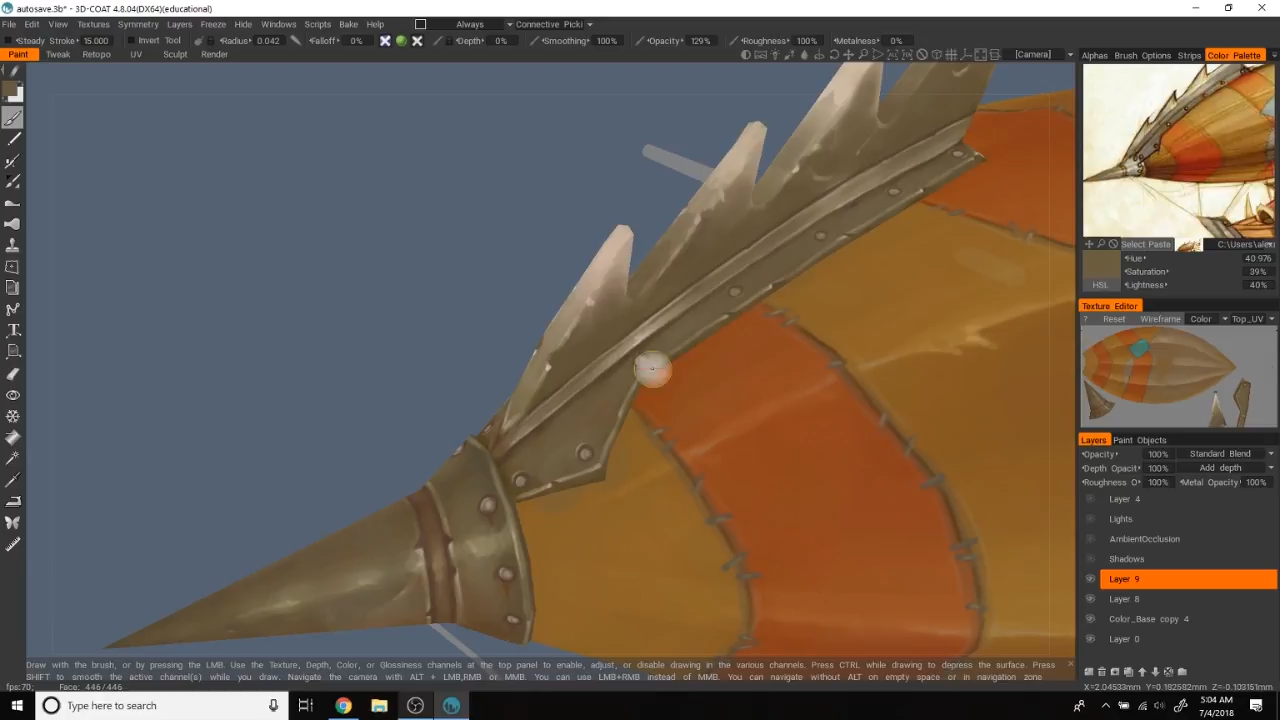 autosave.3b* - 3D-COAT 4.8.04(DX64)(educational)
File Edit View Textures Symmetry Layers Freeze Hide Windows Scripts Bake Help Always Connective Picki
Steady Stroke 15.000 Invert Tool Radius 0.042 Falloff 0% Depth 0% Smoothing 100% Opacity 129% Roughness 100% Metalness 0%
Paint Tweak Retopo UV Sculpt Render [Camera]
Alphas Brush Options Strips Color Palette
Select Paste C:\Users\alexi
Hue 40.976
Saturation 39%
HSL Lightness 40%
Texture Editor
? Reset Wireframe Color Top_UV
Layers Paint Objects
Opacity 100% Standard Blend
Depth Opacit 100% Add depth
Roughness O 100% Metal Opacity 100%
Layer 4
Lights
AmbientOcclusion
Shadows
Layer 9
Layer 8
Color_Base copy 4
Layer 0
Draw with the brush, or by pressing the LMB. Use the Texture, Depth, Color, or Glossiness channels at the top panel to enable, adjust, or disable drawing in the various channels. Press CTRL while drawing to depress the surface. Press
SHIFT to smooth the active channel(s) while you draw. Navigate the camera with ALT + LMB,RMB or MMB. You can use LMB+RMB instead of MMB. You can navigate without ALT on empty space or in navigation zone
fps:70; Face: 446/446
X=2.04533mm Y=0.182582mm Z=-0.103151mm
Type here to search
5:04 AM
7/4/2018